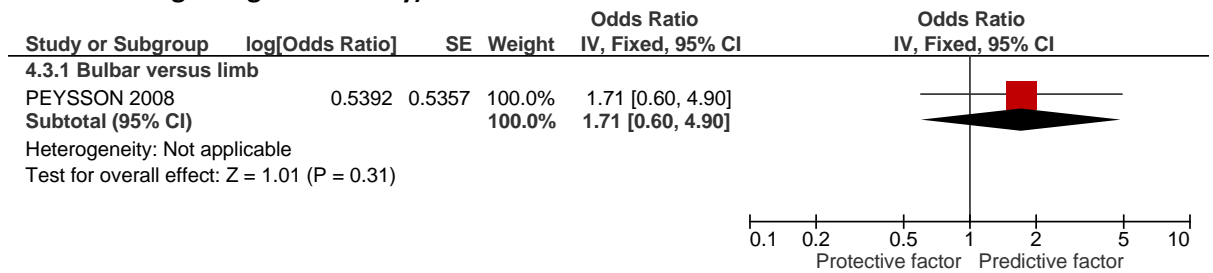 Odds Ratio Odds Ratio
Study or Subgroup log[Odds Ratio] SE Weight IV, Fixed, 95% CI IV, Fixed, 95% CI
4.3.1 Bulbar versus limb
PEYSSON 2008 0.5392 0.5357 100.0% 1.71 [0.60, 4.90]
Subtotal (95% CI) 100.0% 1.71 [0.60, 4.90]
Heterogeneity: Not applicable
Test for overall effect: Z = 1.01 (P = 0.31)
0.1 0.2 0.5 1 2 5 10
Protective factor Predictive factor